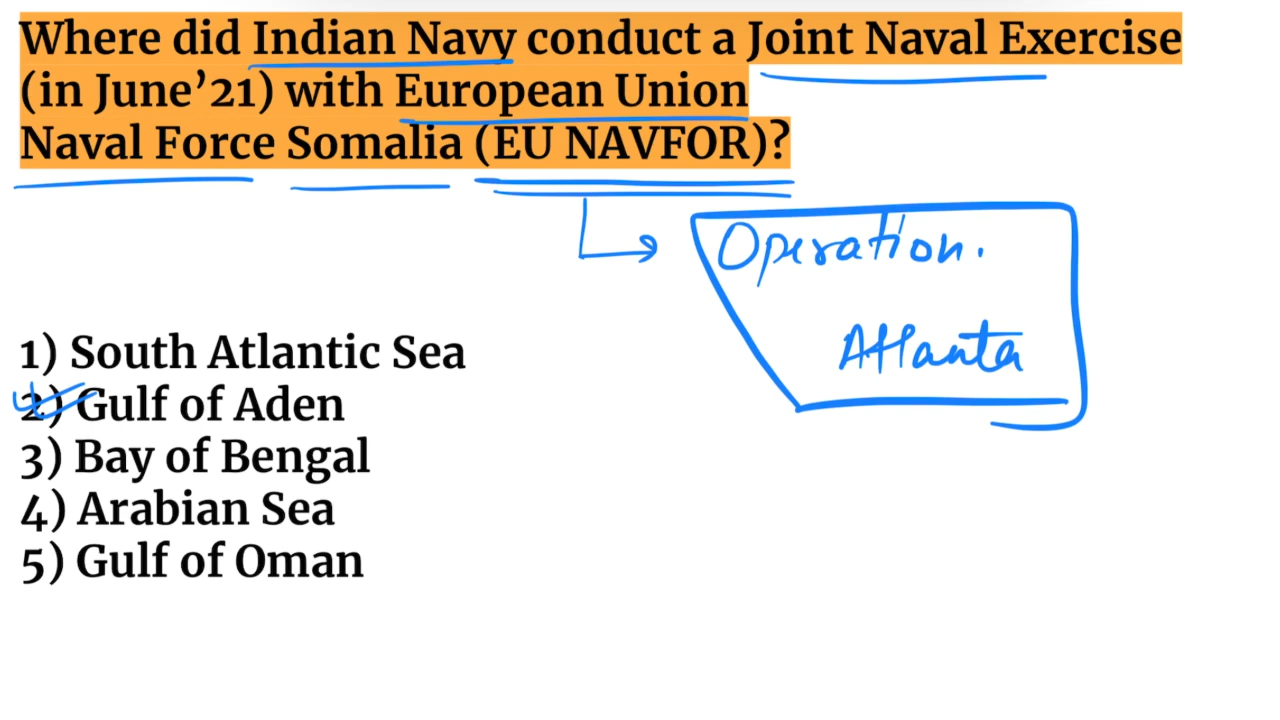 Where did Indian Navy conduct a Joint Naval Exercise
(in June’21) with European Union
Naval Force Somalia (EU NAVFOR)?
Operation.
Atlanta
1) South Atlantic Sea
2) Gulf of Aden
3) Bay of Bengal
4) Arabian Sea
5) Gulf of Oman